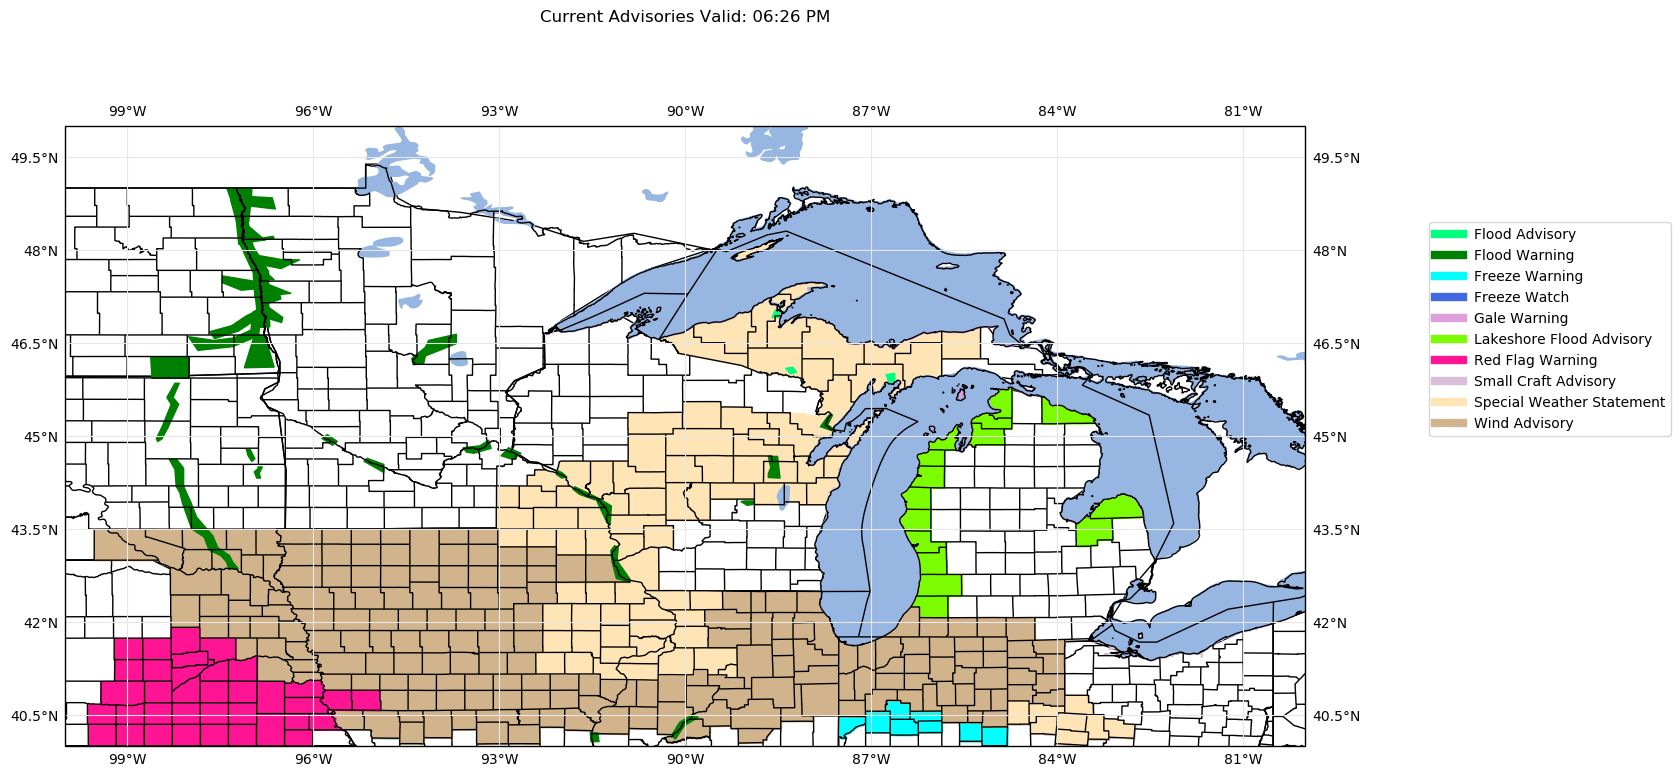 Current Advisories Valid: 06:26 PM
99°W 96°W 93°W 90°W 87°W 84°W 81°W
49.5°N 49.5°N
48°N 48°N
46.5°N 46.5°N
45°N 45°N
43.5°N 43.5°N
42°N 42°N
40.5°N 40.5°N
99°W 96°W 93°W 90°W 87°W 84°W 81°W
Flood Advisory
Flood Warning
Freeze Warning
Freeze Watch
Gale Warning
Lakeshore Flood Advisory
Red Flag Warning
Small Craft Advisory
Special Weather Statement
Wind Advisory